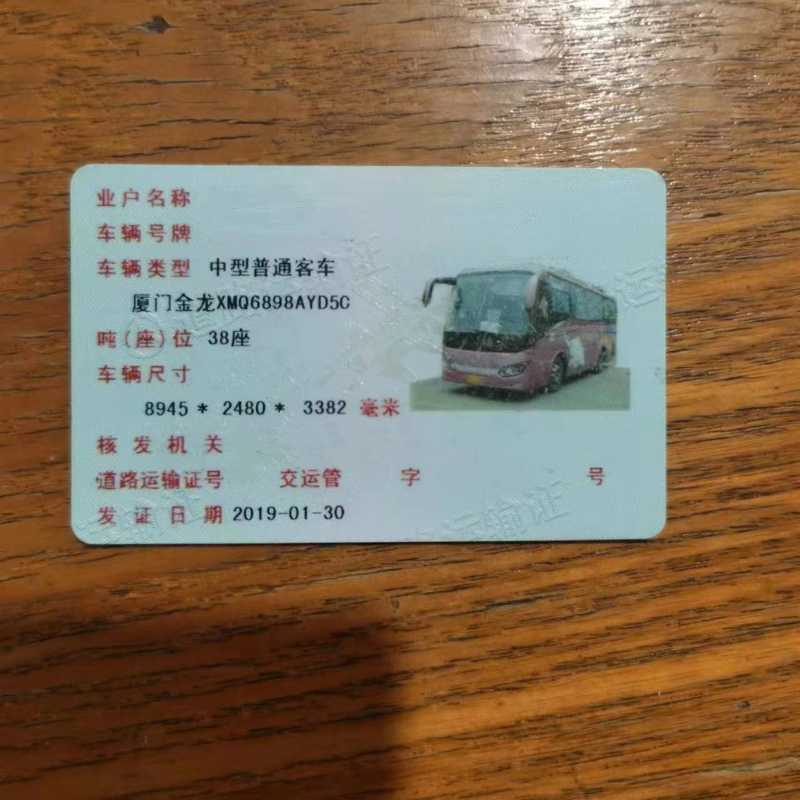 业户名称
车辆号牌
车辆类型 中型普通客车
厦门金龙XMQ6898AYD5C
吨(座)位 38座
车辆尺寸
8945 * 2480 * 3382 毫米
核发机关
道路运输证号 交运管 字 号
发证日期 2019-01-30
运输证